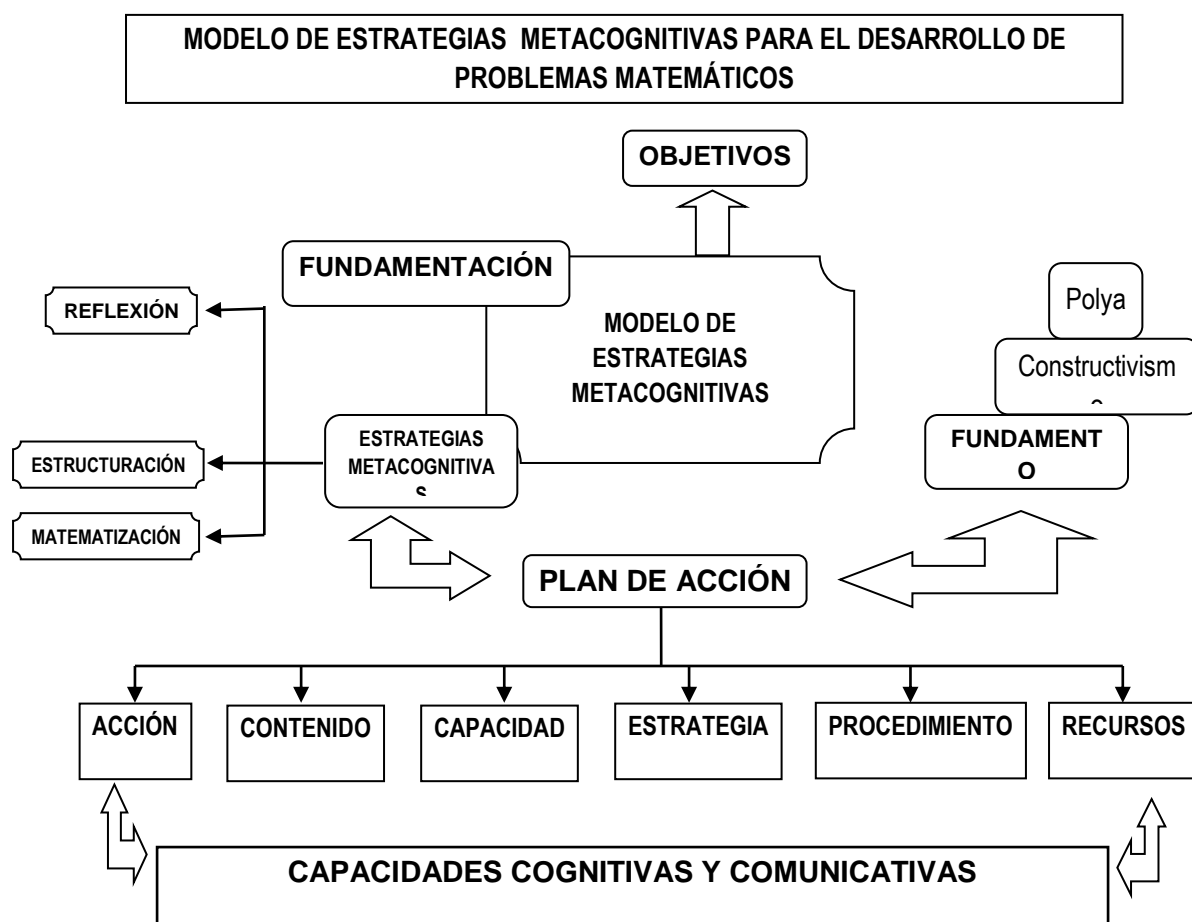 MODELO DE ESTRATEGIAS METACOGNITIVAS PARA EL DESARROLLO DE
PROBLEMAS MATEMÁTICOS
OBJETIVOS
FUNDAMENTACIÓN
REFLEXIÓN
MODELO DE
ESTRATEGIAS
METACOGNITIVAS
Polya
Constructivism
o
FUNDAMENT
O
ESTRATEGIAS
METACOGNITIVA
S
ESTRUCTURACIÓN
MATEMATIZACIÓN
PLAN DE ACCIÓN
ACCIÓN
CONTENIDO
CAPACIDAD
ESTRATEGIA
PROCEDIMIENTO
RECURSOS
CAPACIDADES COGNITIVAS Y COMUNICATIVAS